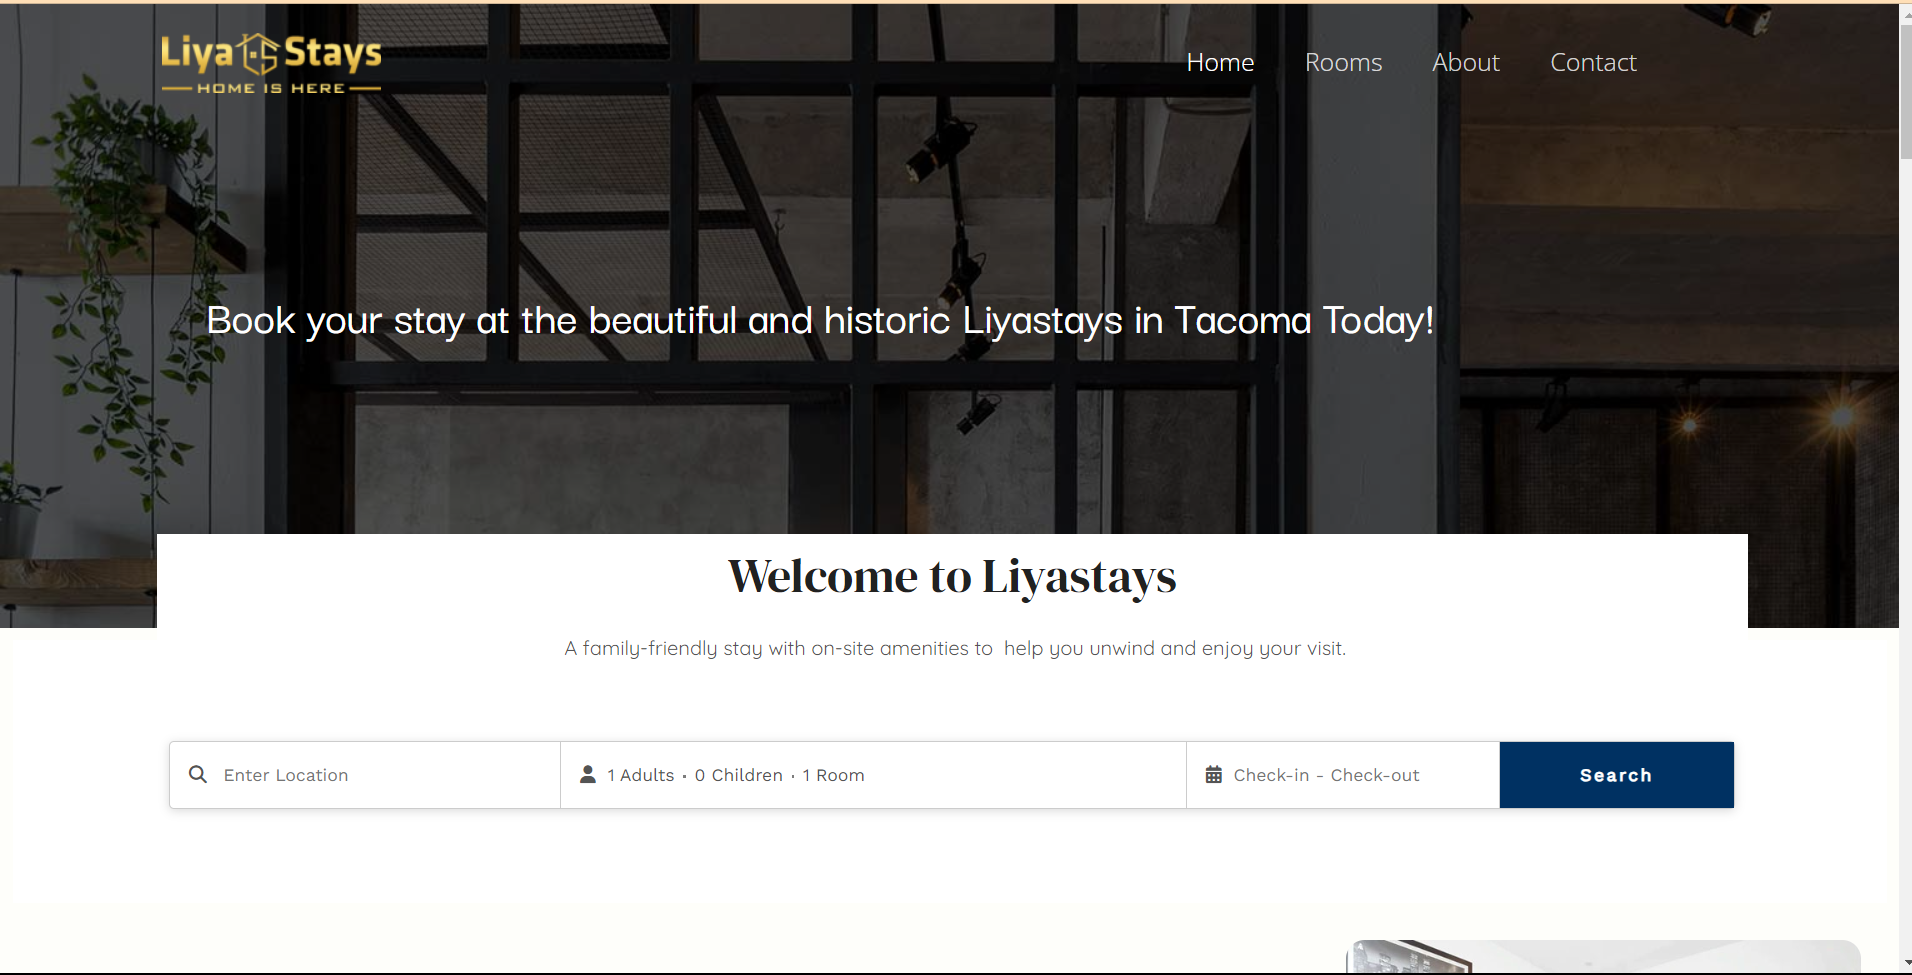 Liya Stays
HOME IS HERE
Home Rooms About Contact
Book your stay at the beautiful and historic Liyastays in Tacoma Today!
Welcome to Liyastays
A family-friendly stay with on-site amenities to  help you unwind and enjoy your visit.
Enter Location
1 Adults · 0 Children · 1 Room
Check-in - Check-out
Search